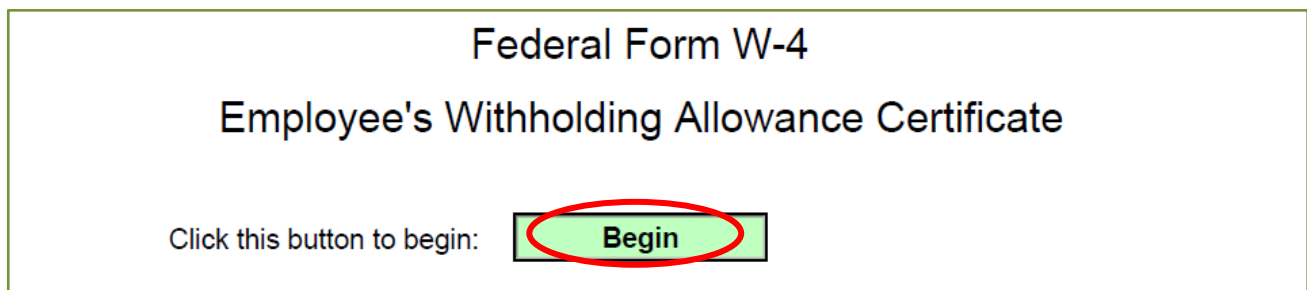 Federal Form W-4
Employee's Withholding Allowance Certificate
Click this button to begin: Begin